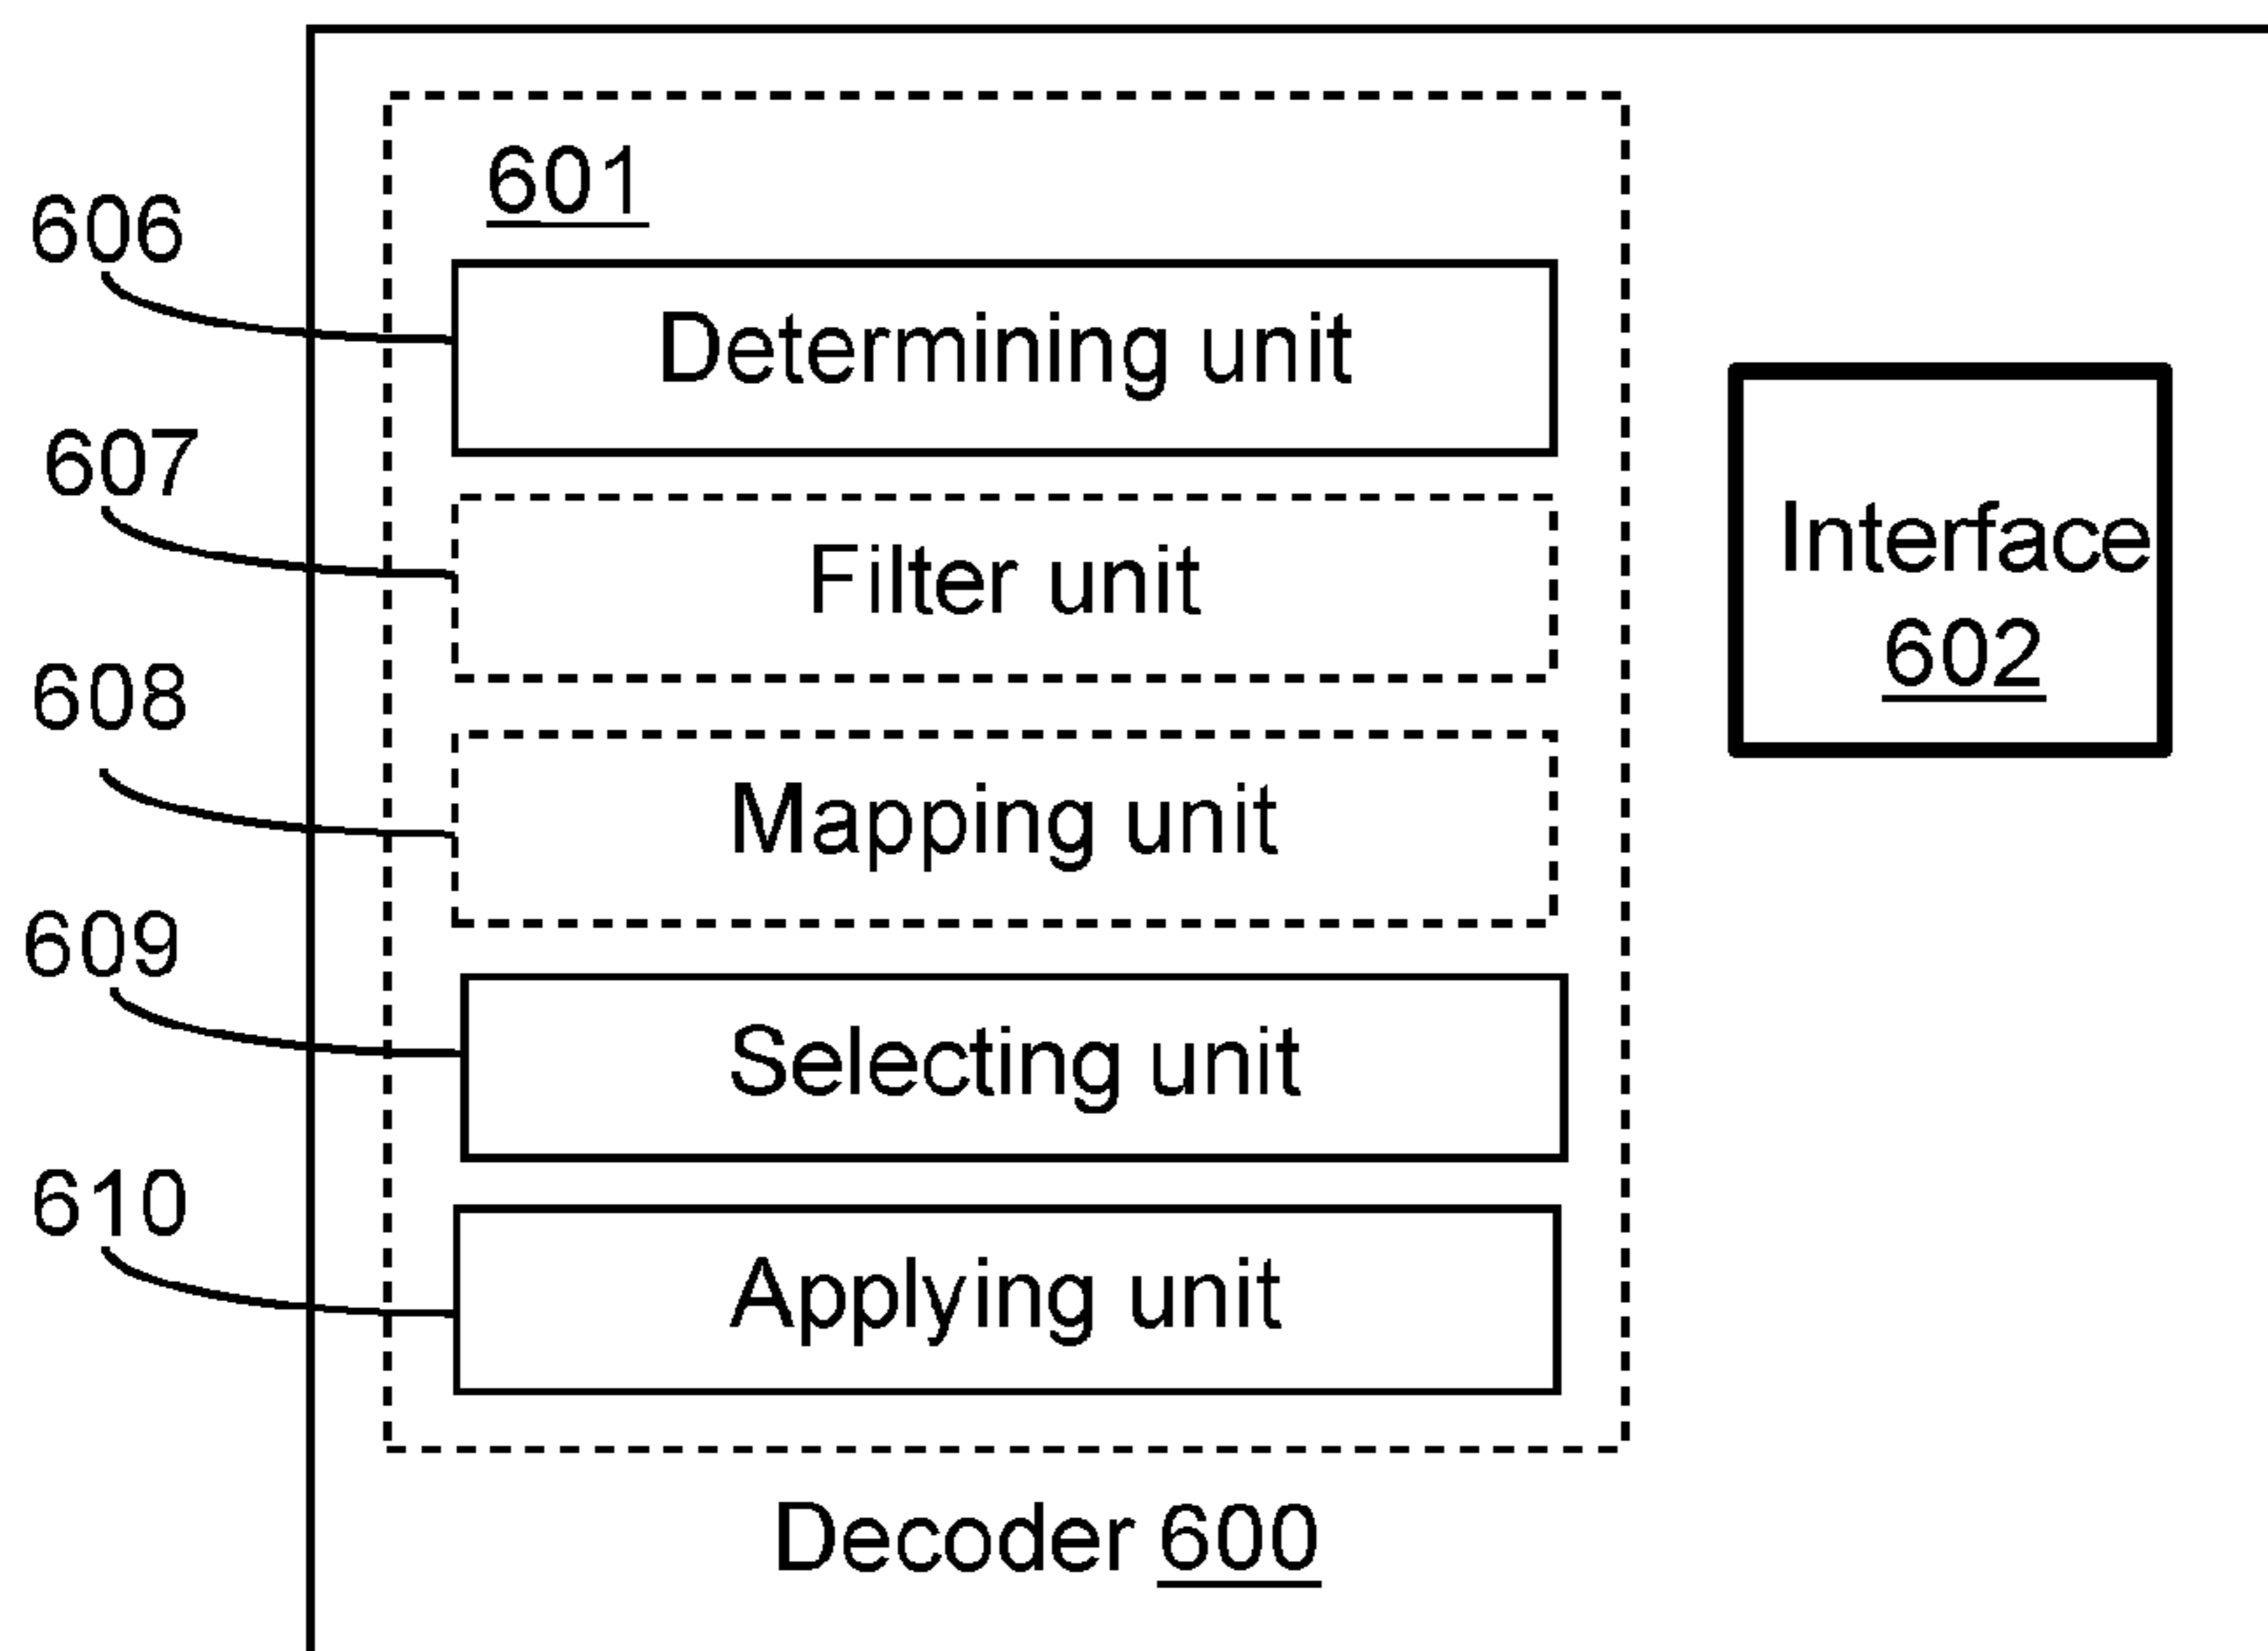 601
606
Determining unit
607
Filter unit
Interface
602
608
Mapping unit
609
Selecting unit
610
Applying unit
Decoder 600